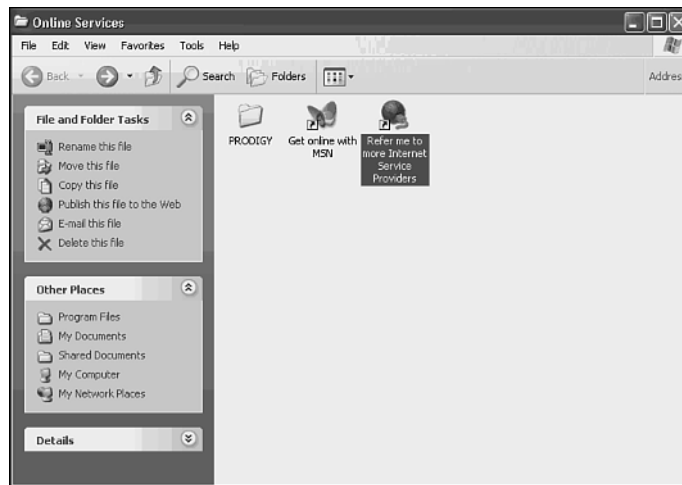 Online Services
File Edit View Favorites Tools Help
Back Search Folders
Addres
File and Folder Tasks
Rename this file
Move this file
Copy this file
Publish this file to the Web
E-mail this file
Delete this file
Other Places
Program Files
My Documents
Shared Documents
My Computer
My Network Places
Details
PRODIGY
Get online with
MSN
Refer me to
more Internet
Service
Providers